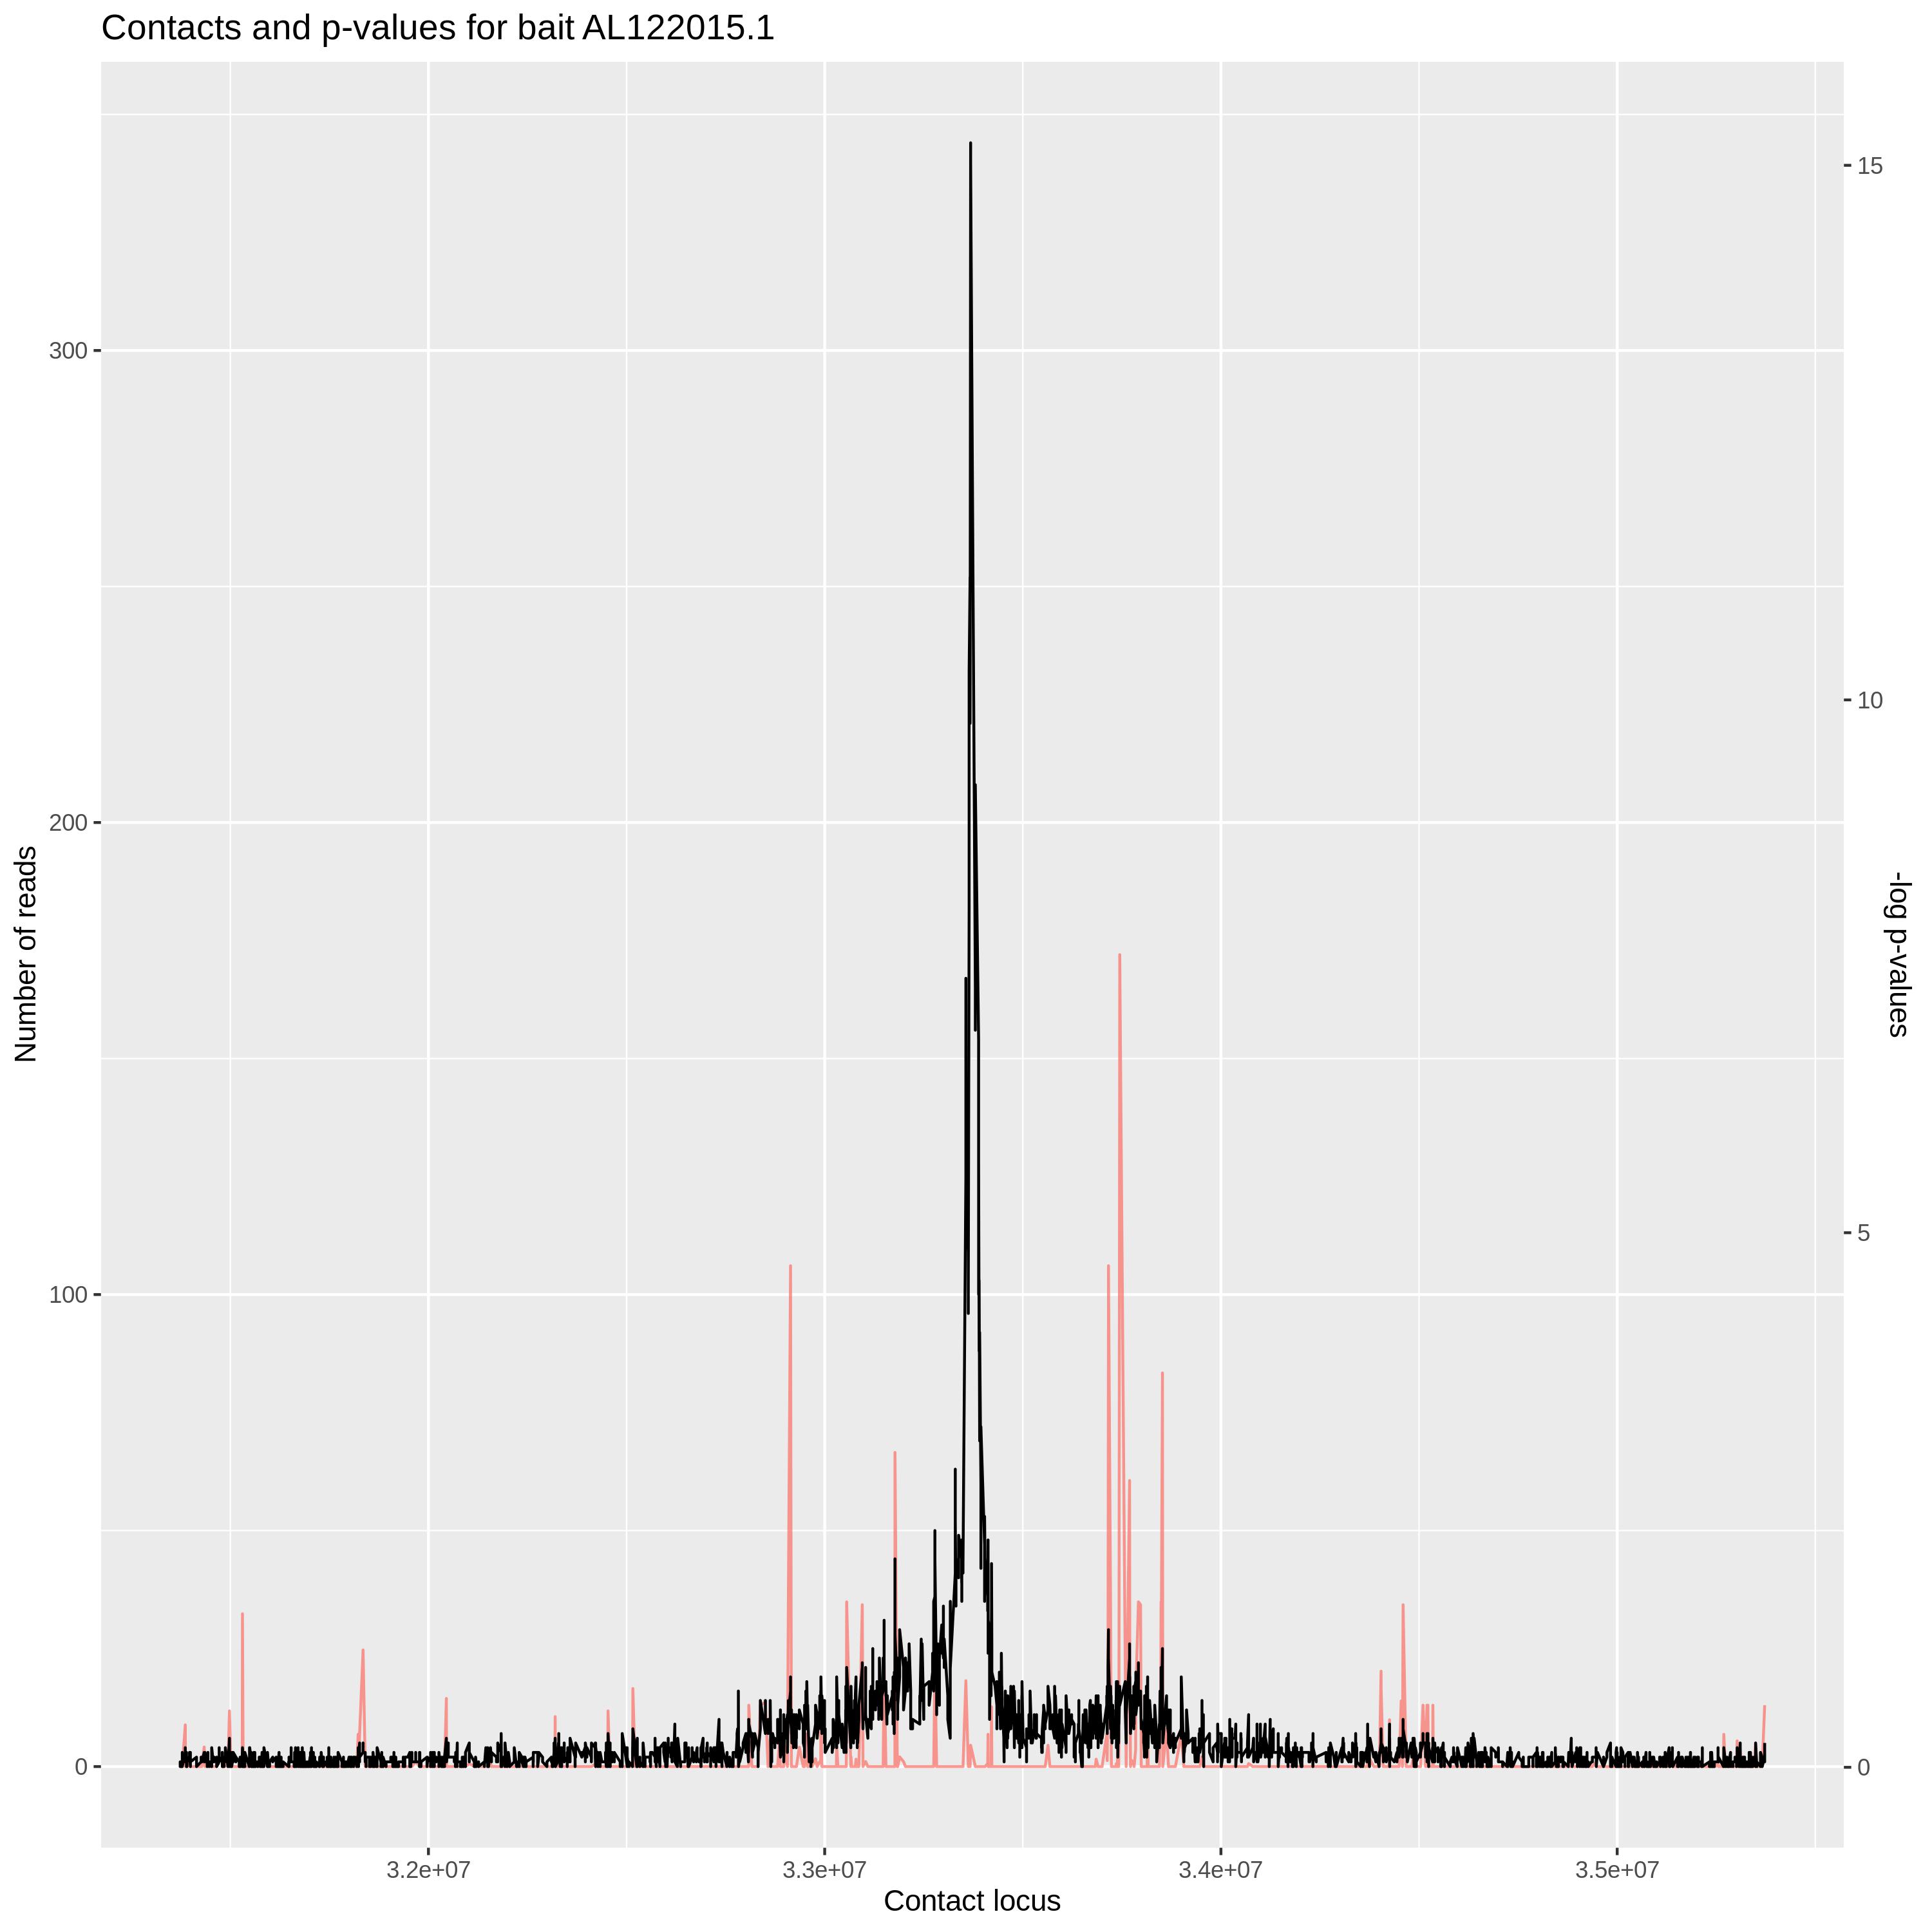 Contacts and p-values for bait AL122015.1
Number of reads
300
200
100
0
15
10
5
0
-log p-values
3.2e+07
3.3e+07
3.4e+07
3.5e+07
Contact locus